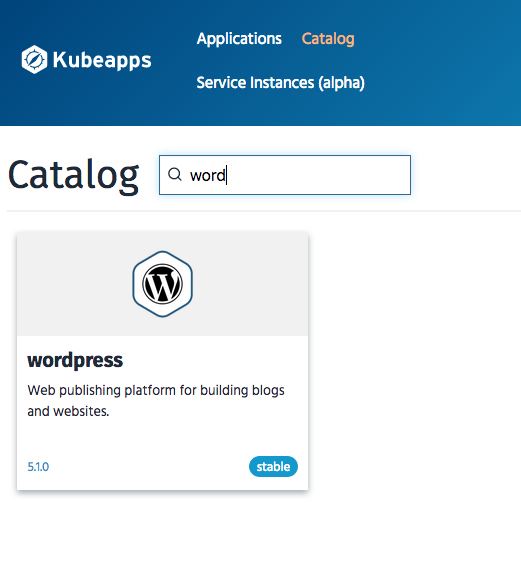 Kubeapps
Applications Catalog
Service Instances (alpha)
Catalog
word
wordpress
Web publishing platform for building blogs
and websites.
5.1.0 stable